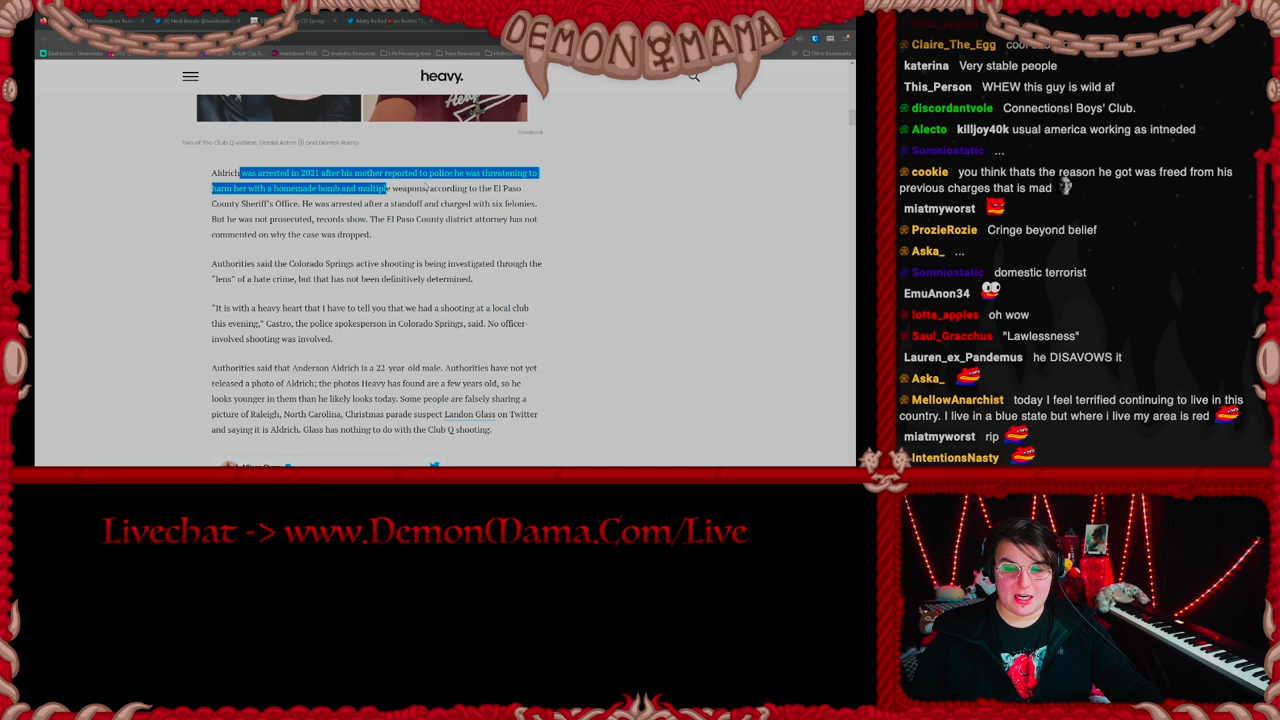 DEMON MAMA
Other Bookmarks
heavy.
facebook
Two of the Club Q victims, Daniel Aston (l) and Derrick Rump.
Aldrich was arrested in 2021 after his mother reported to police he was threatening to
harm her with a homemade bomb and multiple weapons, according to the El Paso
County Sheriff's Office. He was arrested after a standoff and charged with six felonies.
But he was not prosecuted, records show. The El Paso County district attorney has not
commented on why the case was dropped.
Authorities said the Colorado Springs active shooting is being investigated through the
"lens" of a hate crime, but that has not been definitively determined.
"It is with a heavy heart that I have to tell you that we had a shooting at a local club
this evening," Castro, the police spokesperson in Colorado Springs, said. No officer-
involved shooting was involved.
Authorities said that Anderson Aldrich is a 22-year-old male. Authorities have not yet
released a photo of Aldrich; the photos Heavy has found are a few years old, so he
looks younger in them than he likely looks today. Some people are falsely sharing a
picture of Raleigh, North Carolina, Christmas parade suspect Landon Glass on Twitter
and saying it is Aldrich. Glass has nothing to do with the Club Q shooting.
Claire_The_Egg
katerina Very stable people
This_Person WHEW this guy is wild af
discordantvole Connections! Boys' Club.
Alecto killjoy40k usual america working as intneded
Somniostatic ...
cookie you think thats the reason he got was freed from his
previous charges that is mad
miatmyworst
ProzieRozie Cringe beyond belief
Aska_ ...
Somniostatic domestic terrorist
EmuAnon34
lotta_apples oh wow
Saul_Gracchus "Lawlessness"
Lauren_ex_Pandemus he DISAVOWS it
Aska_
MellowAnarchist today I feel terrified continuing to live in this
country. I live in a blue state but where i live my area is red
miatmyworst rip
IntentionsNasty
Livechat -> www.DemonMama.Com/Live